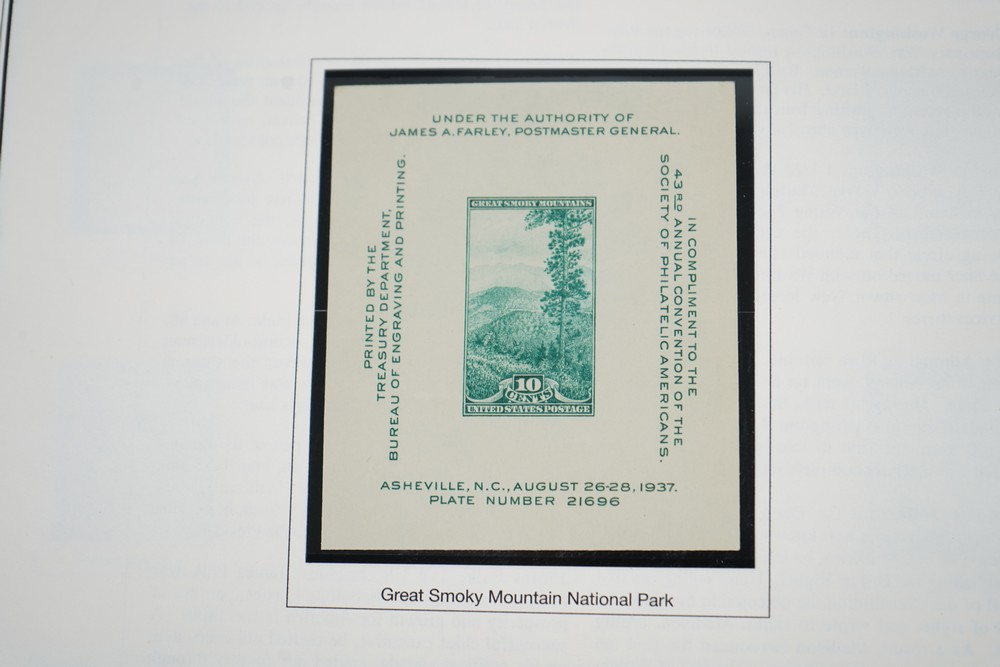 UNDER THE AUTHORITY OF
JAMES A. FARLEY, POSTMASTER GENERAL.
PRINTED BY THE
TREASURY DEPARTMENT,
BUREAU OF ENGRAVING AND PRINTING.
GREAT SMOKY MOUNTAINS
10
CENTS
UNITED STATES POSTAGE
IN COMPLIMENT TO THE
43RD ANNUAL CONVENTION OF THE
SOCIETY OF PHILATELIC AMERICANS.
ASHEVILLE, N.C., AUGUST 26-28, 1937.
PLATE NUMBER 21696
Great Smoky Mountain National Park